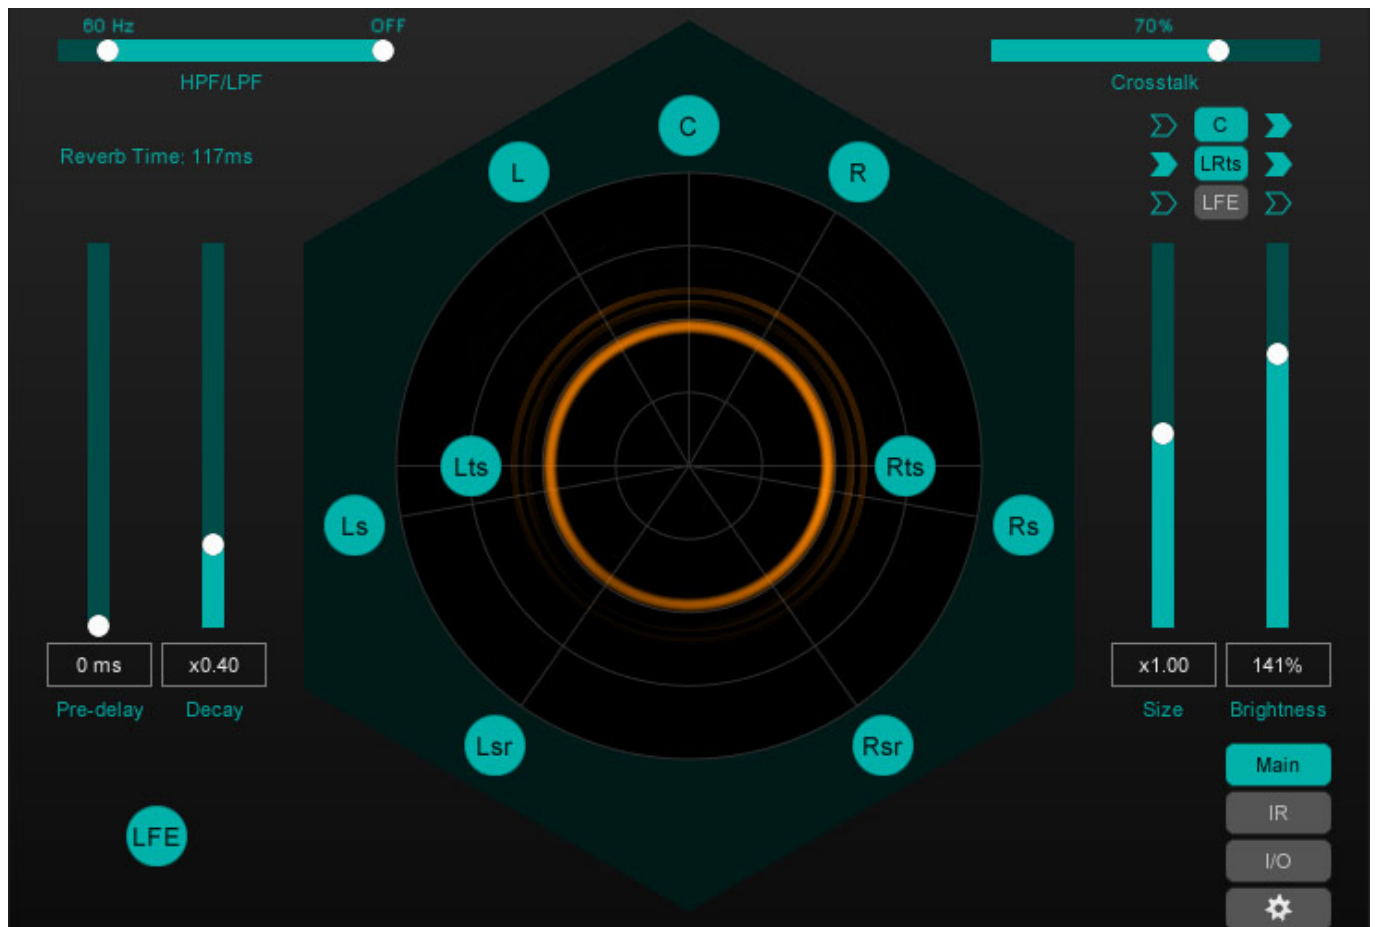 60 Hz OFF
HPF/LPF
Reverb Time: 117ms
70%
Crosstalk
C
LRts
LFE
C
L
R
Lts
Rts
Ls
Rs
Lsr
Rsr
0 ms
x0.40
Pre-delay
Decay
x1.00
141%
Size
Brightness
LFE
Main
IR
I/O